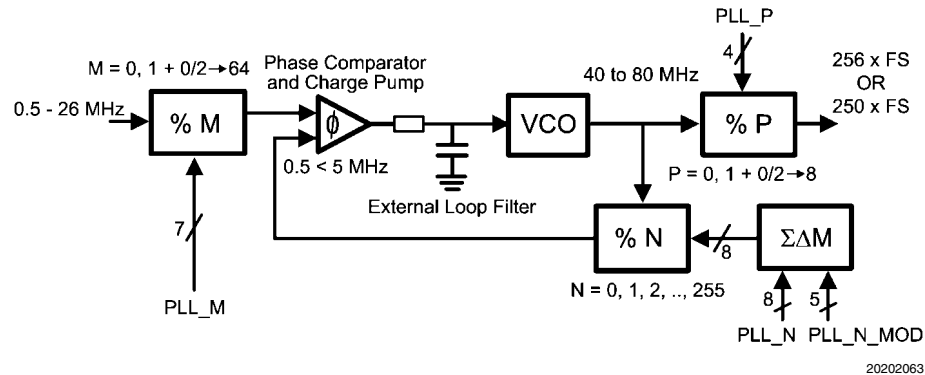 PLL_P
M = 0, 1 + 0/2→64
Phase Comparator
and Charge Pump
4
256 x FS
OR
250 x FS
40 to 80 MHz
0.5 - 26 MHz
% M
ϕ
VCO
% P
0.5 < 5 MHz
P = 0, 1 + 0/2→8
External Loop Filter
7
% N
8
ΣΔM
N = 0, 1, 2, .., 255
8
5
PLL_M
PLL_N
PLL_N_MOD
20202063